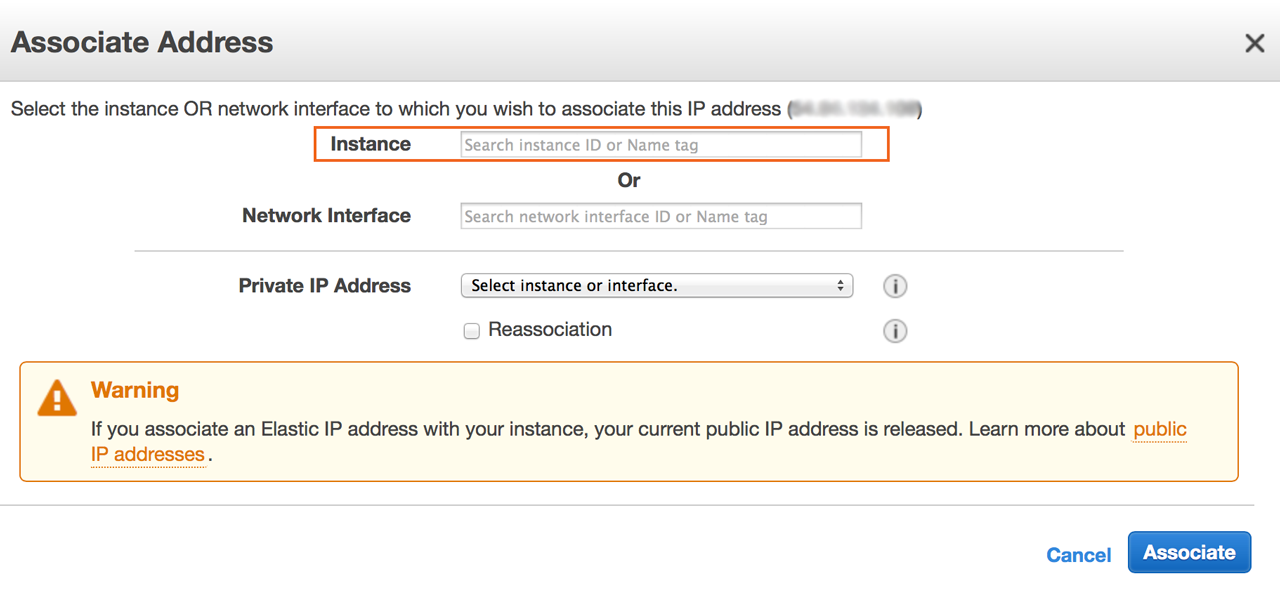 Associate Address
Select the instance OR network interface to which you wish to associate this IP address ( )
Instance Search instance ID or Name tag
Or
Network Interface Search network interface ID or Name tag
Private IP Address Select instance or interface.
Reassociation
Warning
If you associate an Elastic IP address with your instance, your current public IP address is released. Learn more about public
IP addresses .
Cancel Associate